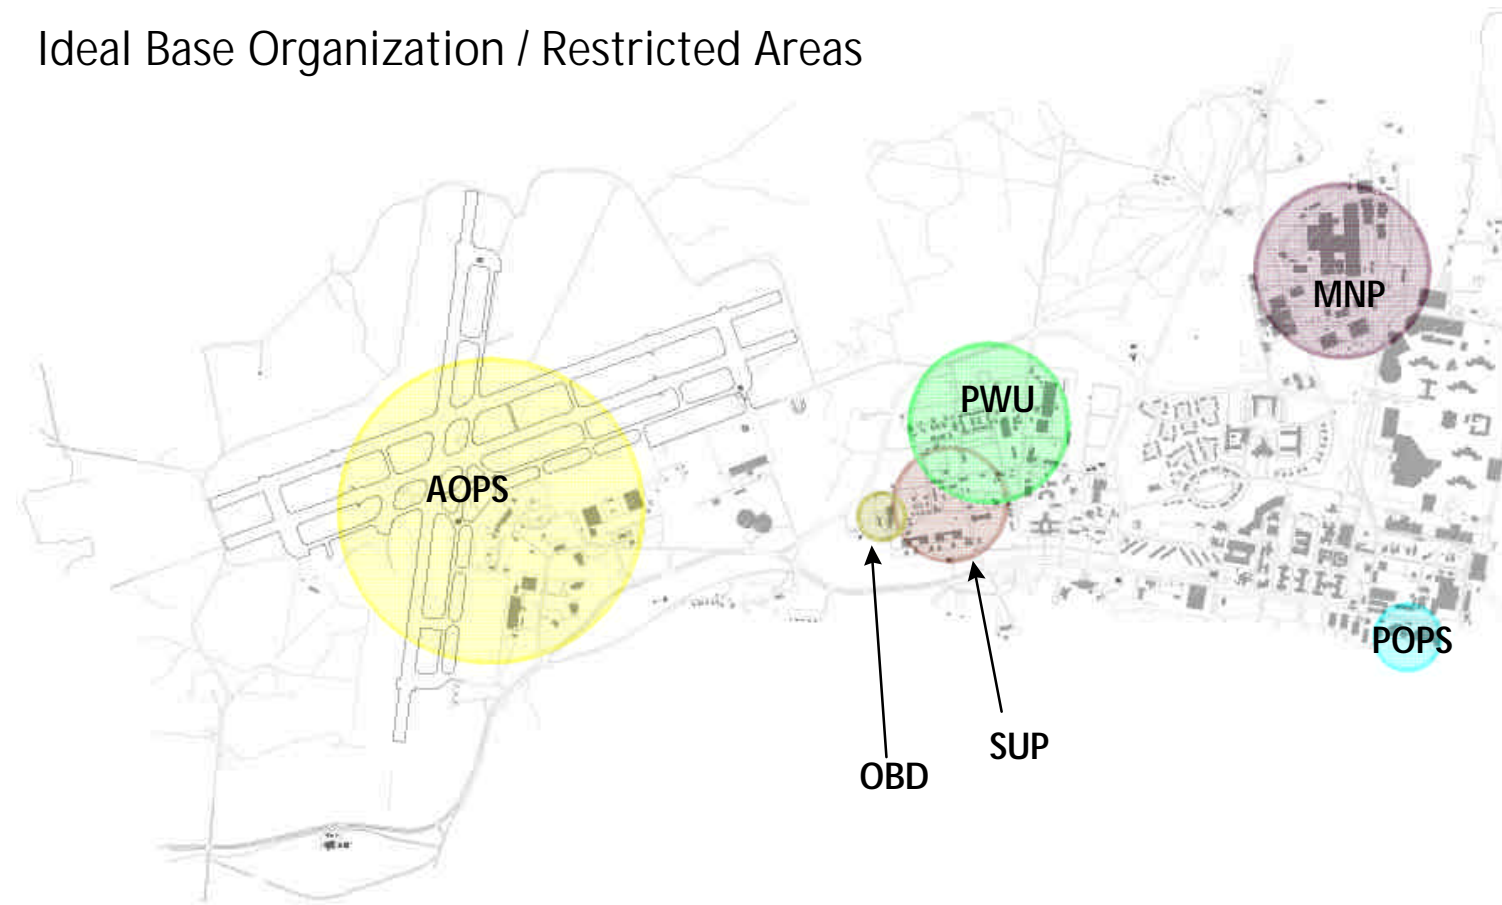 Ideal Base Organization / Restricted Areas
MNP
PWU
AOPS
POPS
SUP
OBD